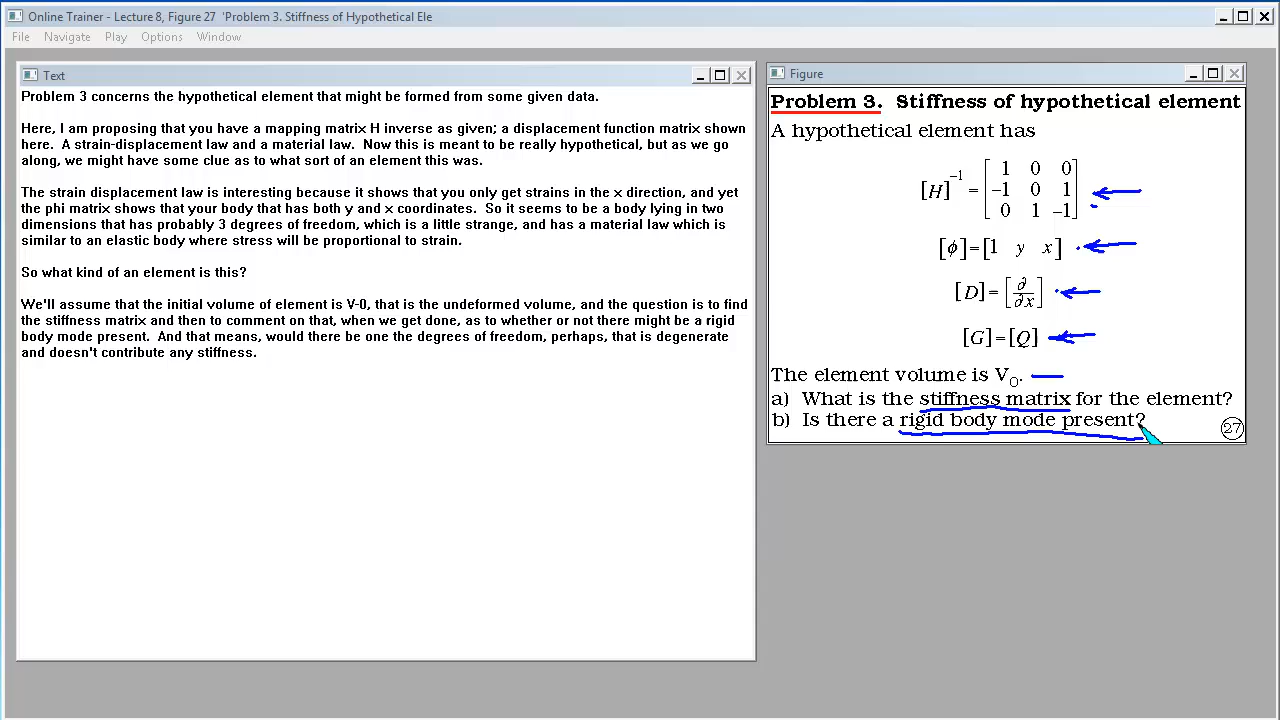 Online Trainer - Lecture 8, Figure 27 'Problem 3. Stiffness of Hypothetical Ele
File Navigate Play Options Window
Text
Problem 3 concerns the hypothetical element that might be formed from some given data.
Here, I am proposing that you have a mapping matrix H inverse as given; a displacement function matrix shown
here. A strain-displacement law and a material law. Now this is meant to be really hypothetical, but as we go
along, we might have some clue as to what sort of an element this was.
The strain displacement law is interesting because it shows that you only get strains in the x direction, and yet
the phi matrix shows that your body that has both y and x coordinates. So it seems to be a body lying in two
dimensions that has probably 3 degrees of freedom, which is a little strange, and has a material law which is
similar to an elastic body where stress will be proportional to strain.
So what kind of an element is this?
We'll assume that the initial volume of element is V-0, that is the undeformed volume, and the question is to find
the stiffness matrix and then to comment on that, when we get done, as to whether or not there might be a rigid
body mode present. And that means, would there be one the degrees of freedom, perhaps, that is degenerate
and doesn't contribute any stiffness.
Figure
Problem 3. Stiffness of hypothetical element
A hypothetical element has
1 0 0
[H]⁻¹ = −1 0 1
0 1 −1
[ϕ]=[1 y x]
[D]=[∂/∂x]
[G]=[Q]
The element volume is V₀.
a) What is the stiffness matrix for the element?
b) Is there a rigid body mode present?
27